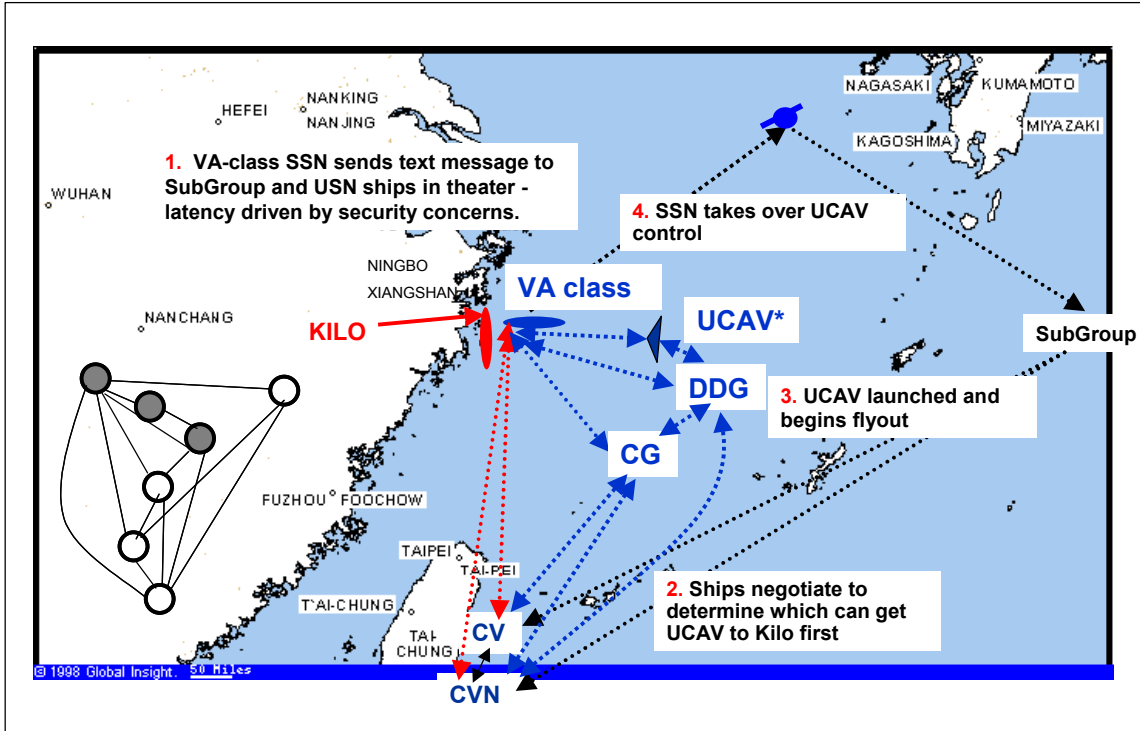 NAGASAKI
KUMAMOTO
NANKING
HEFEI
NANJING
MIYAZAKI
KAGOSHIMA
1. VA-class SSN sends text message to
SubGroup and USN ships in theater -
latency driven by security concerns.
WUHAN
4. SSN takes over UCAV
control
NINGBO
XIANGSHAN
VA class
NANCHANG
KILO
UCAV*
SubGroup
DDG
3. UCAV launched and
begins flyout
CG
FUZHOU
FOOCHOW
TAIPEI
TAI-PEI
2. Ships negotiate to
determine which can get
UCAV to Kilo first
T'AI-CHUNG
CV
TAI-
CHUNG
© 1998 Global Insight. 50 Miles
CVN